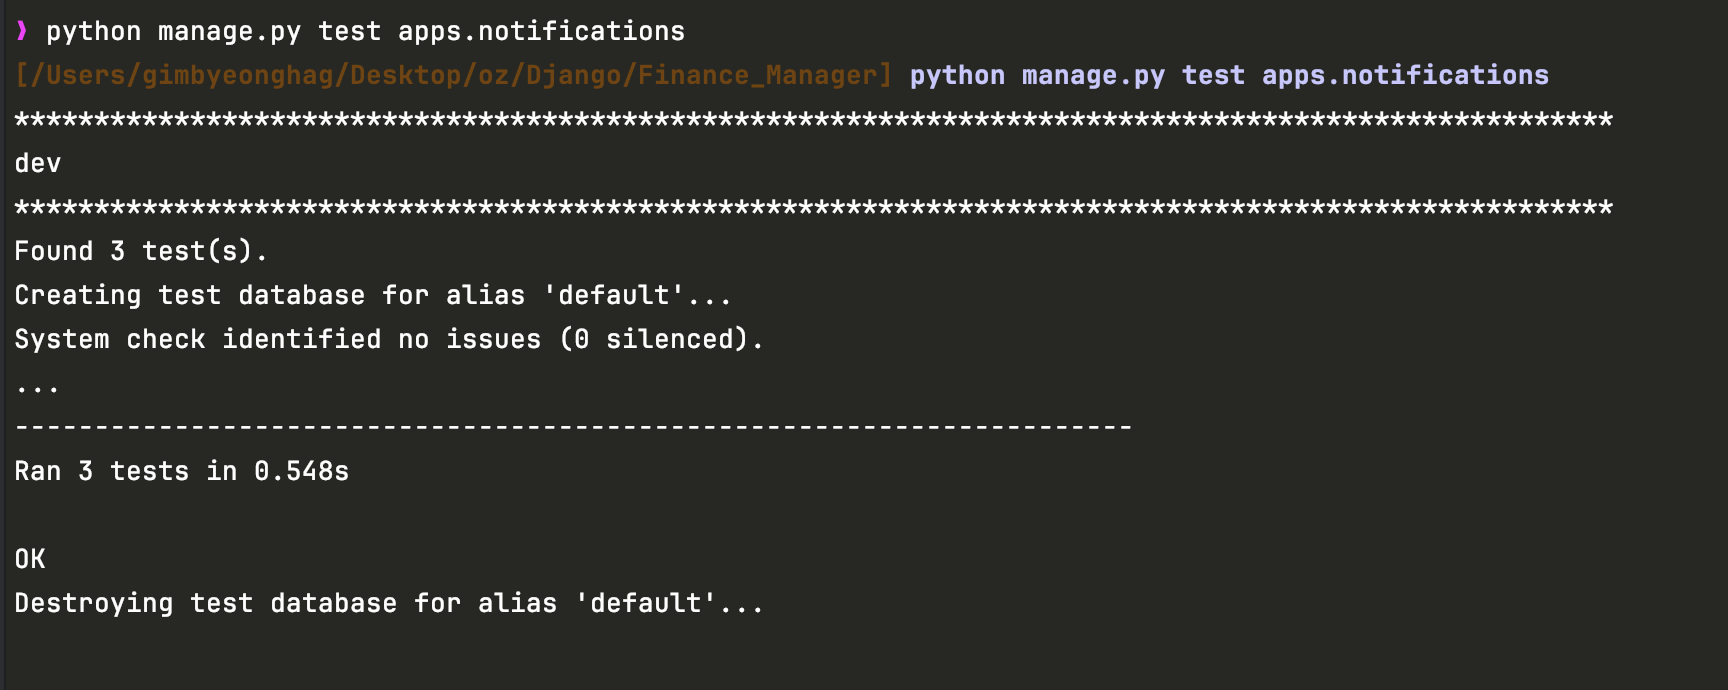 ❯ python manage.py test apps.notifications
[/Users/gimbyeonghag/Desktop/oz/Django/Finance_Manager] python manage.py test apps.notifications
****************************************************************************************************
dev
****************************************************************************************************
Found 3 test(s).
Creating test database for alias 'default'...
System check identified no issues (0 silenced).
...
----------------------------------------------------------------------
Ran 3 tests in 0.548s
OK
Destroying test database for alias 'default'...